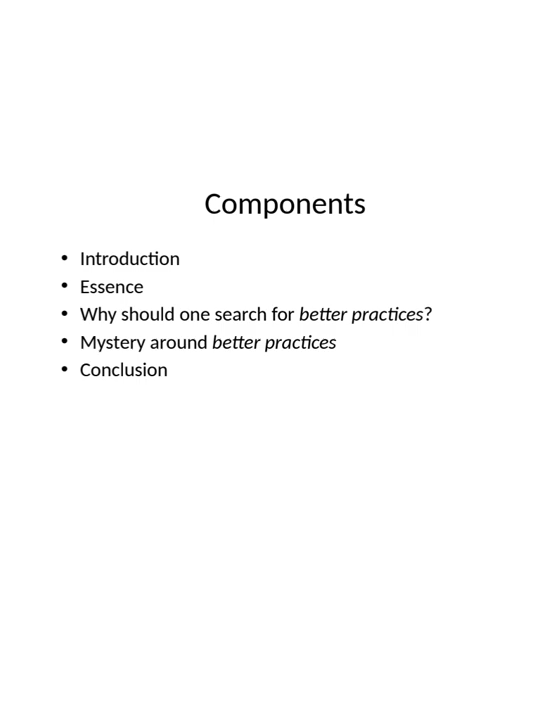 Components
• Introduction
• Essence
• Why should one search for better practices?
• Mystery around better practices
• Conclusion